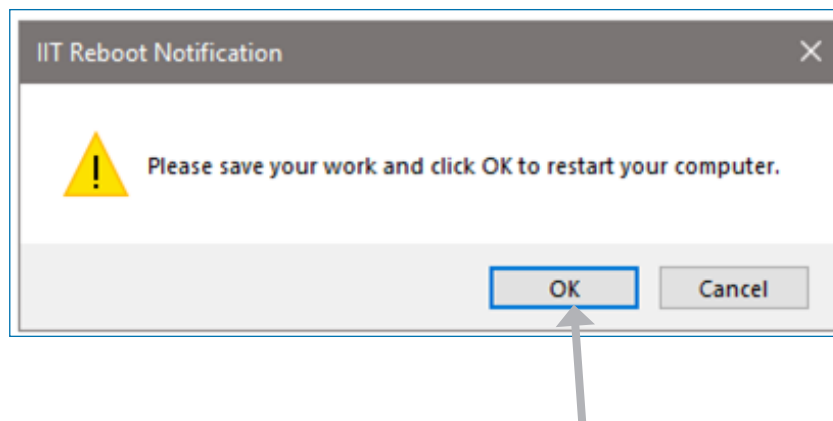 IIT Reboot Notification
Please save your work and click OK to restart your computer.
OK
Cancel